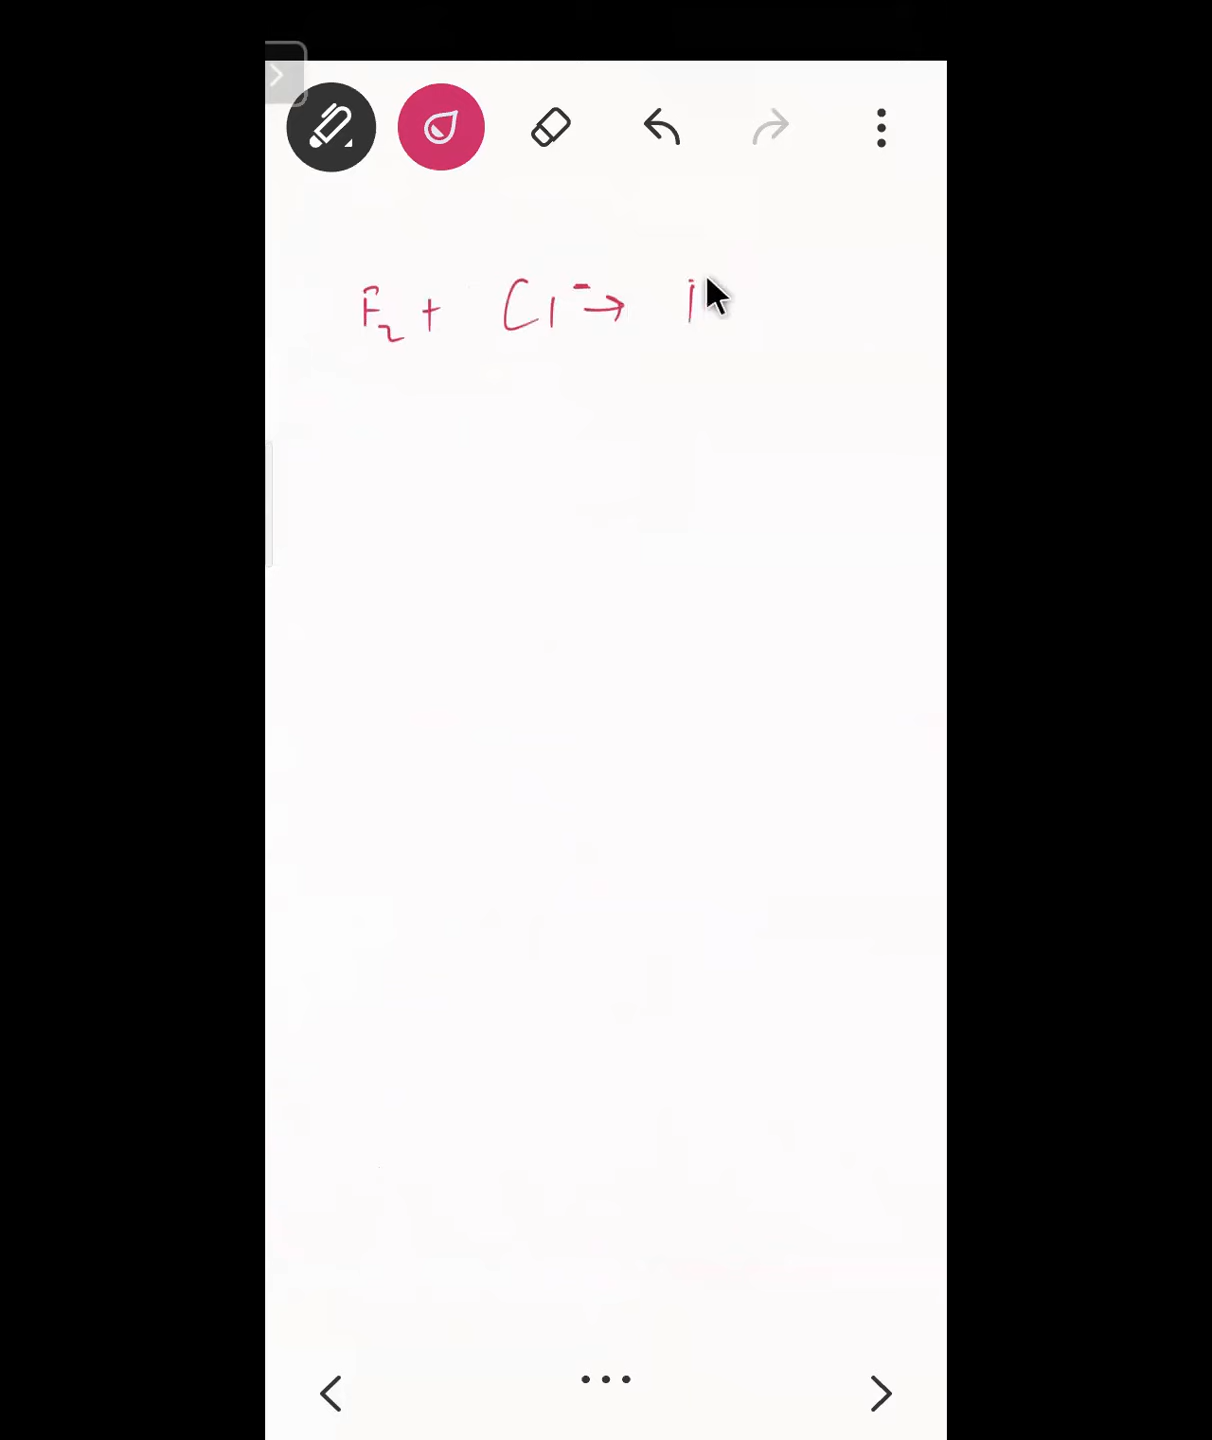 F₂ + Cl⁻ →